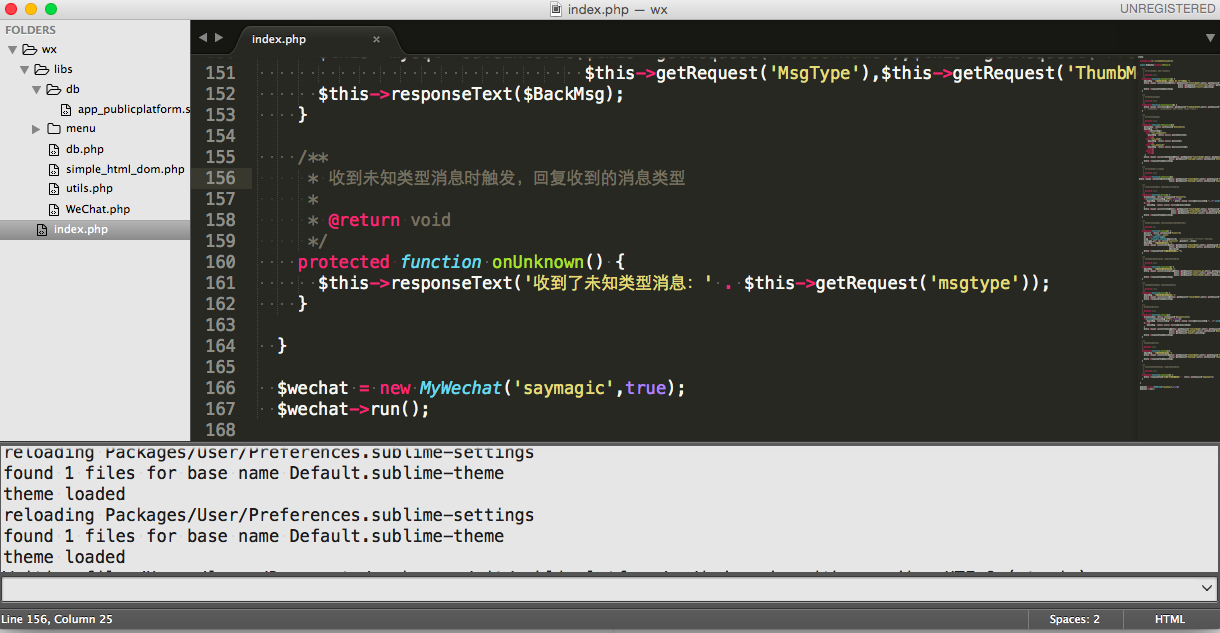 index.php — wx
UNREGISTERED
FOLDERS
wx
libs
db
app_publicplatform.s
menu
db.php
simple_html_dom.php
utils.php
WeChat.php
index.php
index.php ×
151 $this->getRequest('MsgType'),$this->getRequest('ThumbM
152 $this->responseText($BackMsg);
153 }
154
155 /**
156 * 收到未知类型消息时触发，回复收到的消息类型
157 *
158 * @return void
159 */
160 protected function onUnknown() {
161 $this->responseText('收到了未知类型消息：' . $this->getRequest('msgtype'));
162 }
163
164 }
165
166 $wechat = new MyWechat('saymagic',true);
167 $wechat->run();
168
reloading Packages/User/Preferences.sublime-settings
found 1 files for base name Default.sublime-theme
theme loaded
reloading Packages/User/Preferences.sublime-settings
found 1 files for base name Default.sublime-theme
theme loaded
Line 156, Column 25
Spaces: 2
HTML